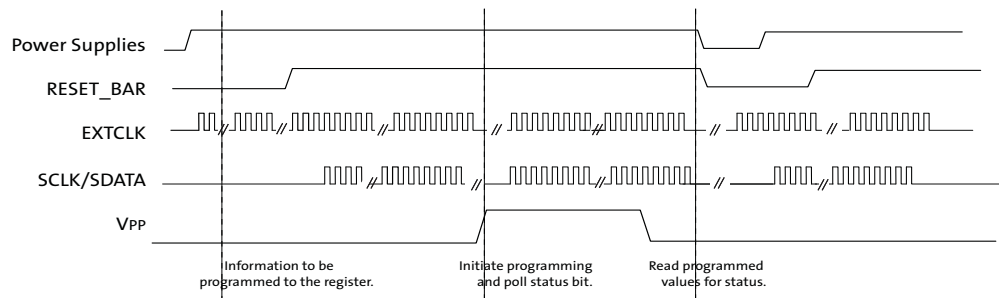 Power Supplies
RESET_BAR
EXTCLK
SCLK/SDATA
VPP
Information to be
programmed to the register.
Initiate programming
and poll status bit.
Read programmed
values for status.